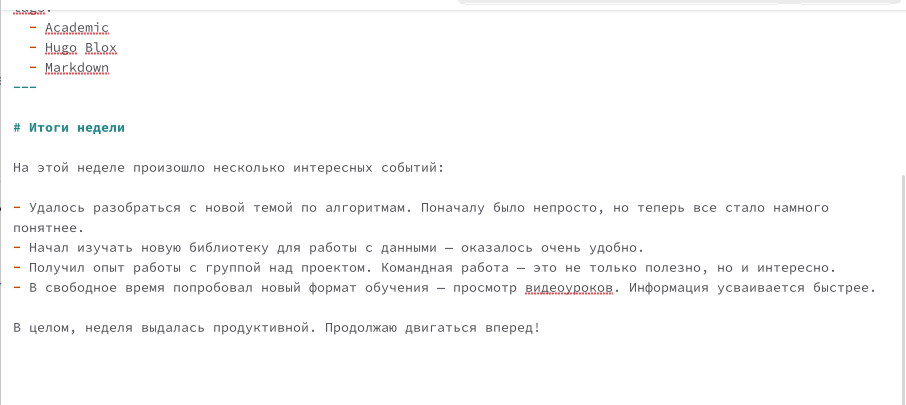 - Academic
- Hugo Blox
- Markdown
---
# Итоги недели
На этой неделе произошло несколько интересных событий:
- Удалось разобраться с новой темой по алгоритмам. Поначалу было непросто, но теперь все стало намного
понятнее.
- Начал изучать новую библиотеку для работы с данными — оказалось очень удобно.
- Получил опыт работы с группой над проектом. Командная работа — это не только полезно, но и интересно.
- В свободное время попробовал новый формат обучения — просмотр видеоуроков. Информация усваивается быстрее.
В целом, неделя выдалась продуктивной. Продолжаю двигаться вперед!